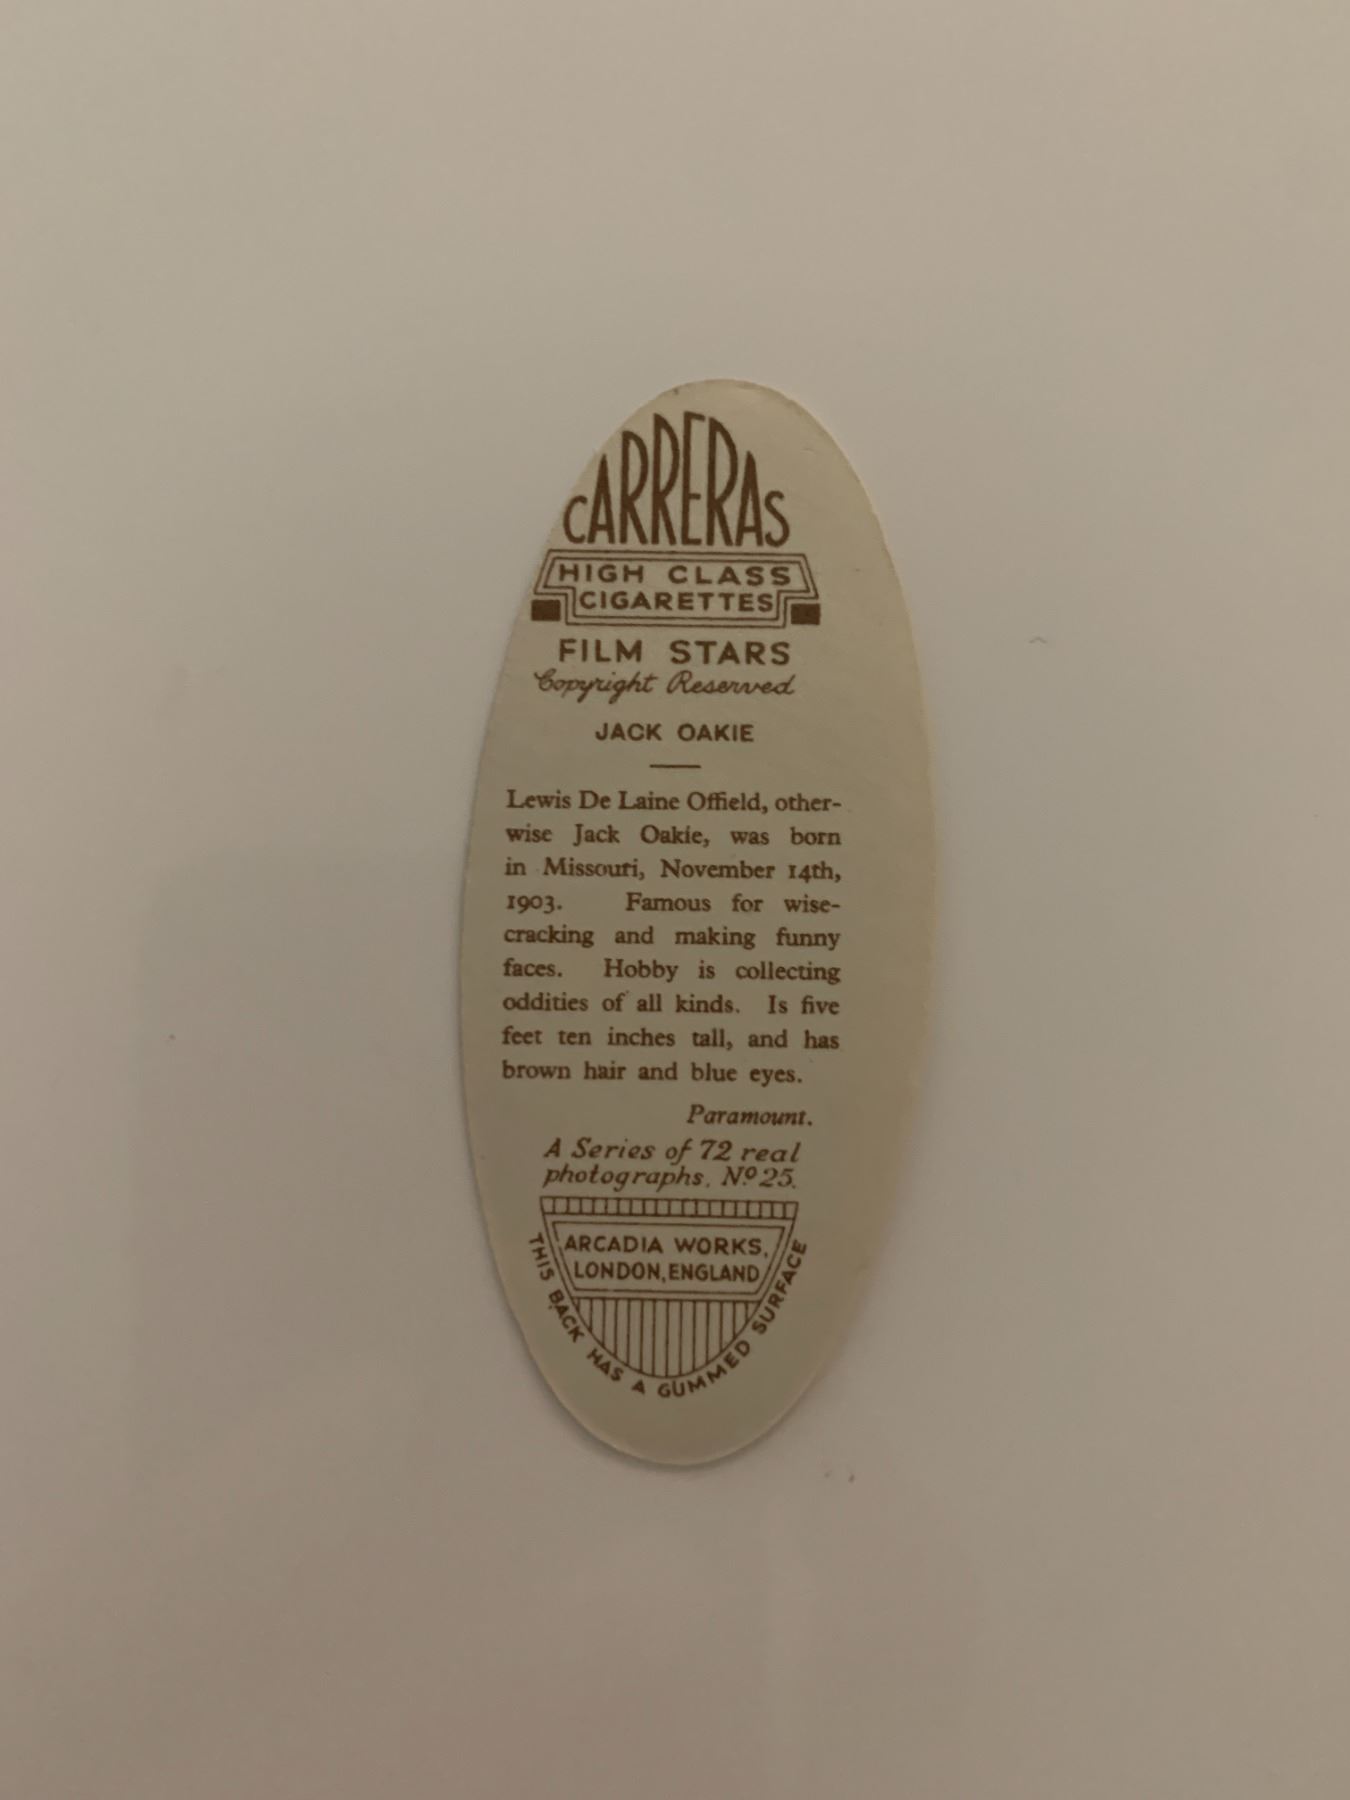 CARRERAS
HIGH CLASS
CIGARETTES
FILM STARS
Copyright Reserved
JACK OAKIE
Lewis De Laine Offield, other-
wise Jack Oakie, was born
in Missouri, November 14th,
1903. Famous for wise-
cracking and making funny
faces. Hobby is collecting
oddities of all kinds. Is five
feet ten inches tall, and has
brown hair and blue eyes.
Paramount.
A Series of 72 real
photographs. Nº 25.
ARCADIA WORKS,
LONDON, ENGLAND
THIS BACK HAS A GUMMED SURFACE